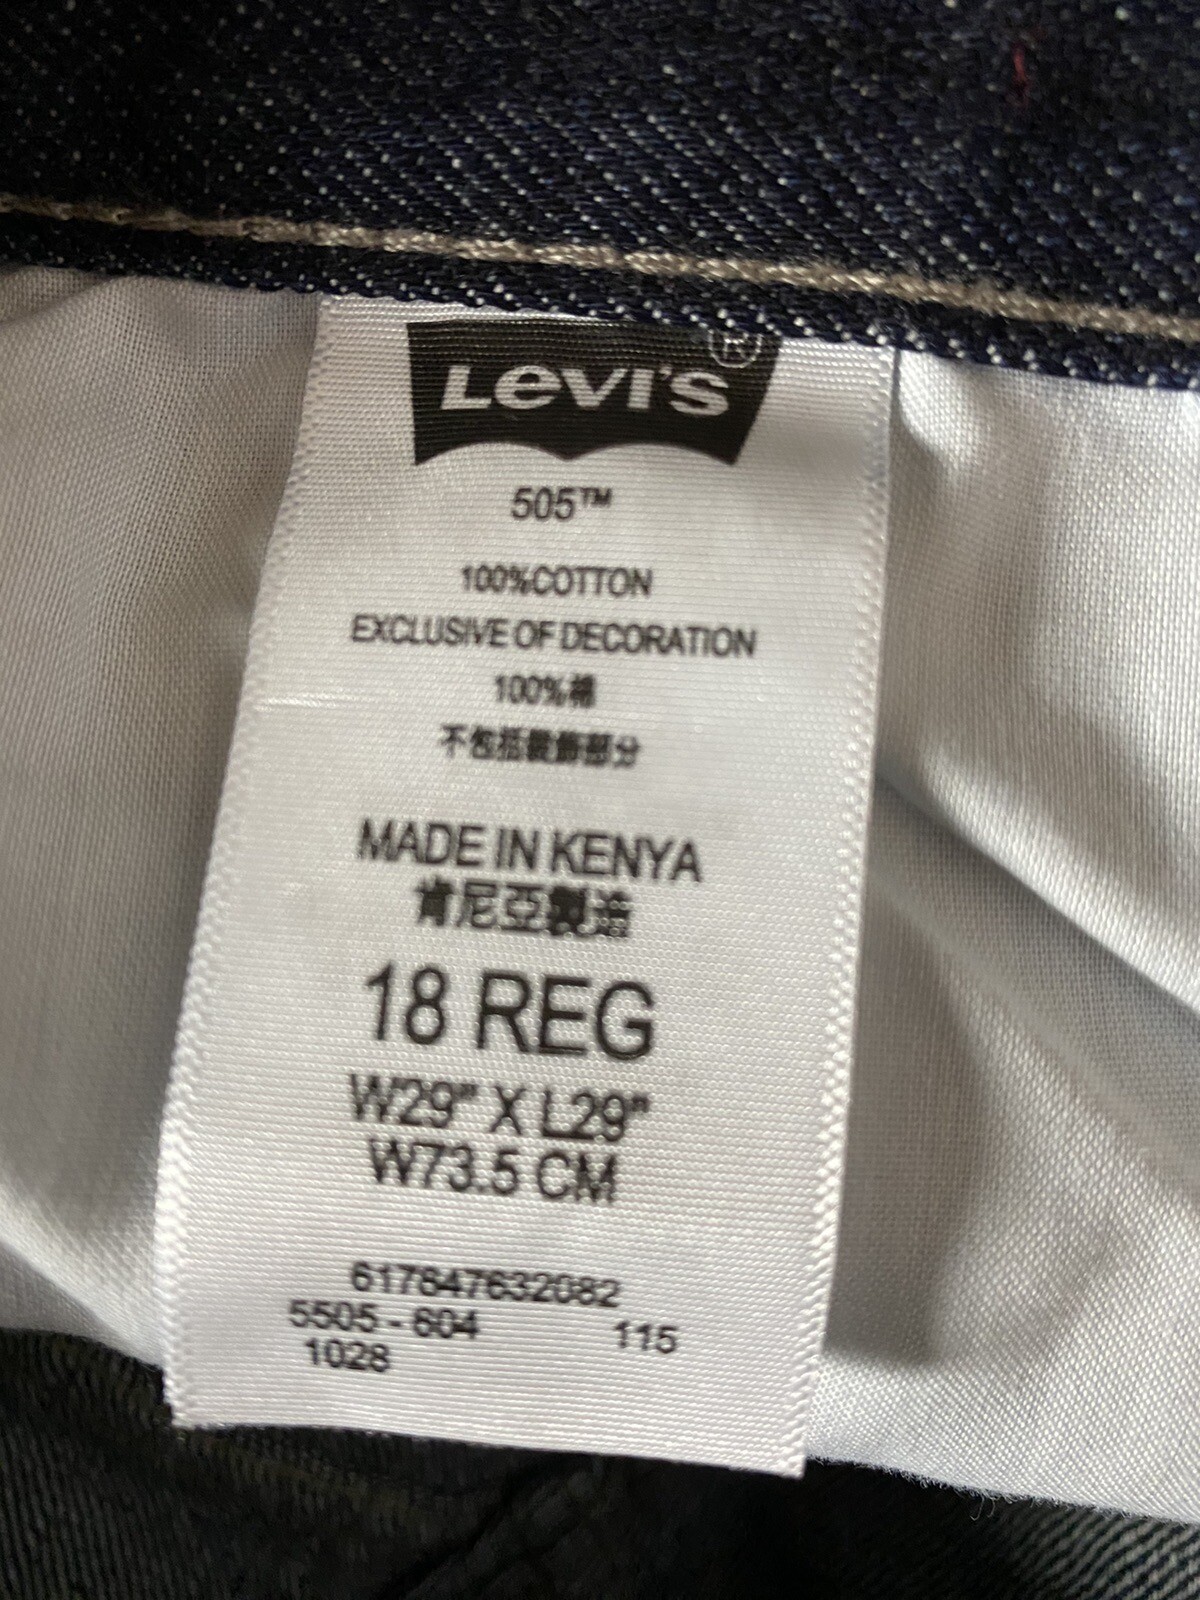 LEVI'S®
505™
100%COTTON
EXCLUSIVE OF DECORATION
100%棉
不包括裝飾部分
MADE IN KENYA
肯尼亞製造
18 REG
W29" X L29"
W73.5 CM
617847632082
5505 - 604 115
1028